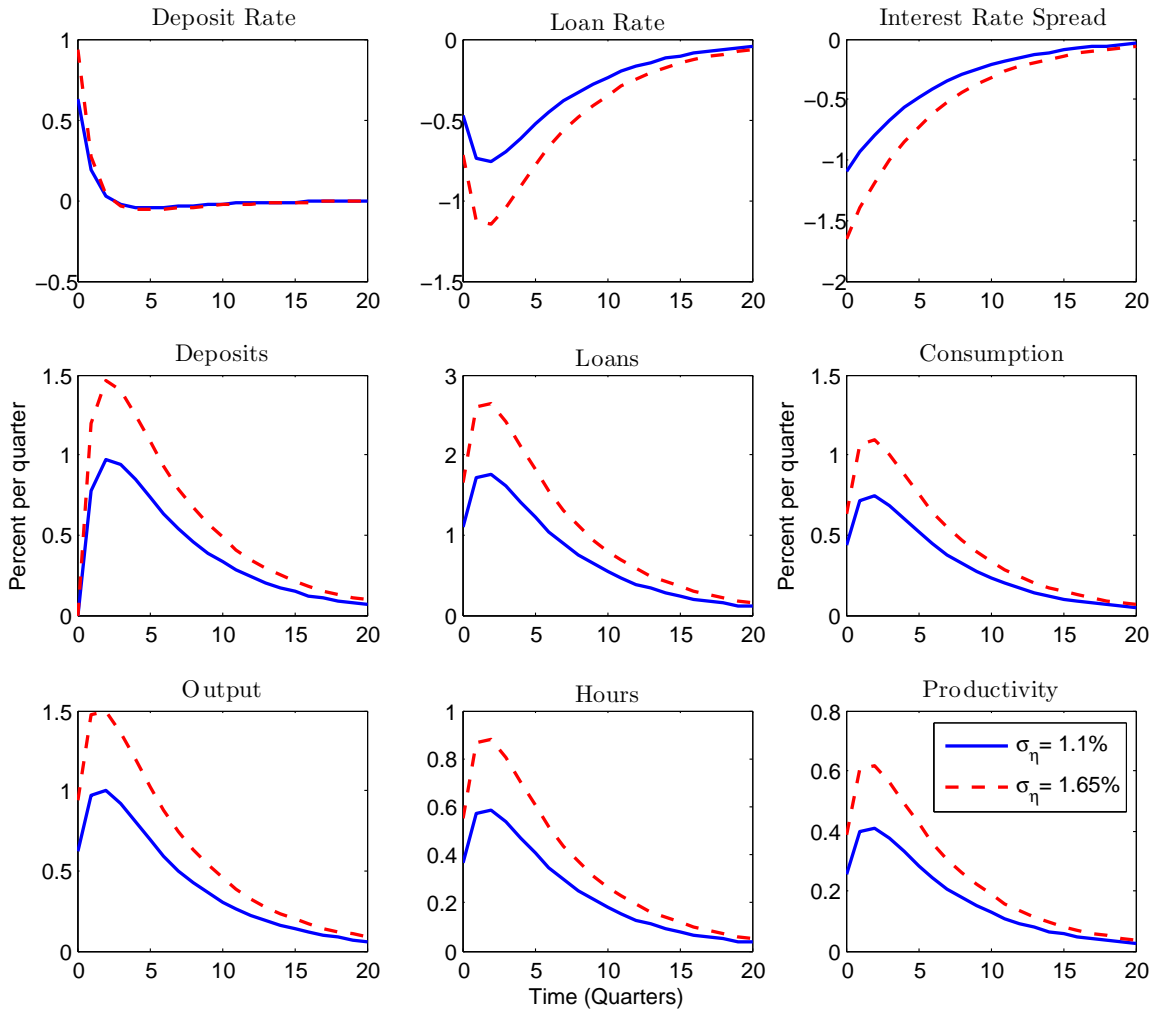 Deposit Rate
Loan Rate
Interest Rate Spread
1
0.5
0
−0.5
0 5 10 15 20
0
−0.5
−1
−1.5
0 5 10 15 20
0
−0.5
−1
−1.5
−2
0 5 10 15 20
Deposits
Loans
Consumption
Percent per quarter
1.5
1
0.5
0
0 5 10 15 20
3
2
1
0
0 5 10 15 20
Percent per quarter
1.5
1
0.5
0
0 5 10 15 20
Output
Hours
Productivity
1.5
1
0.5
0
0 5 10 15 20
1
0.8
0.6
0.4
0.2
0
0 5 10 15 20
Time (Quarters)
0.8
0.6
0.4
0.2
0
0 5 10 15 20
ση= 1.1%
ση= 1.65%